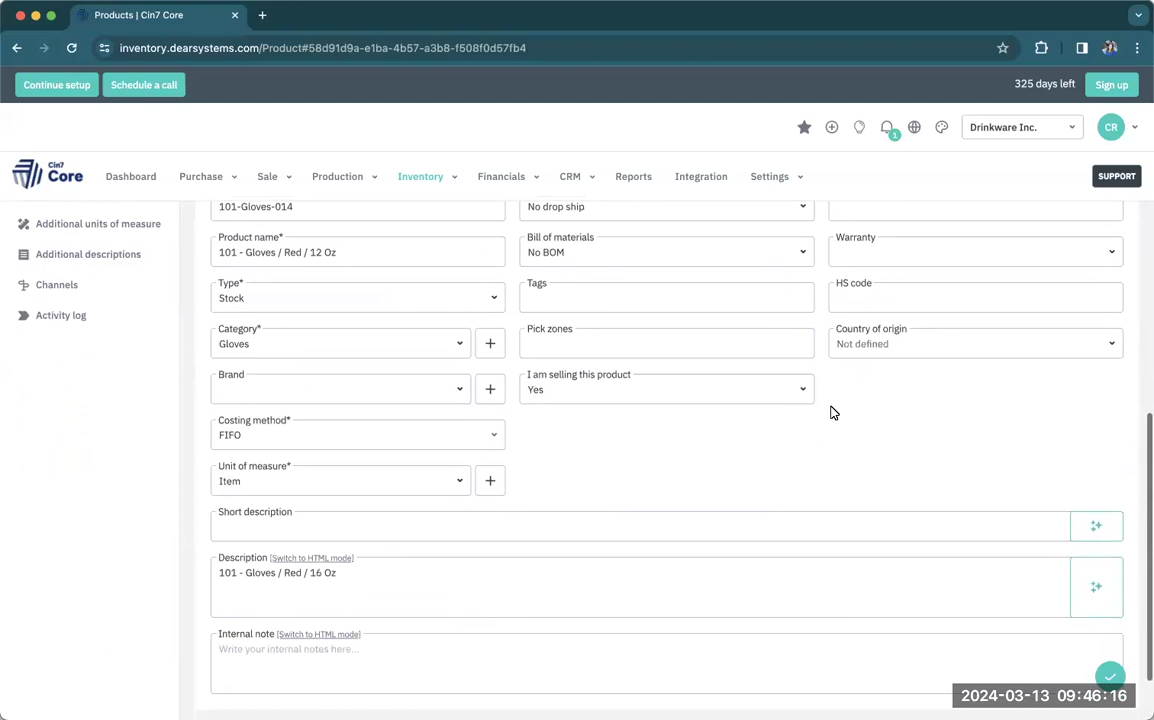 Products | Cin7 Core
inventory.dearsystems.com/Product#58d91d9a-e1ba-4b57-a3b8-f508f0d57fb4
Continue setup
Schedule a call
325 days left
Sign up
1
Drinkware Inc.
CR
Cin7
Core
Dashboard
Purchase
Sale
Production
Inventory
Financials
CRM
Reports
Integration
Settings
SUPPORT
Additional units of measure
Additional descriptions
Channels
Activity log
101-Gloves-014
No drop ship
Product name*
101 - Gloves / Red / 12 Oz
Bill of materials
No BOM
Warranty
Type*
Stock
Tags
HS code
Category*
Gloves
Pick zones
Country of origin
Not defined
Brand
I am selling this product
Yes
Costing method*
FIFO
Unit of measure*
Item
Short description
Description [Switch to HTML mode]
101 - Gloves / Red / 16 Oz
Internal note [Switch to HTML mode]
Write your internal notes here...
2024-03-13 09:46:16